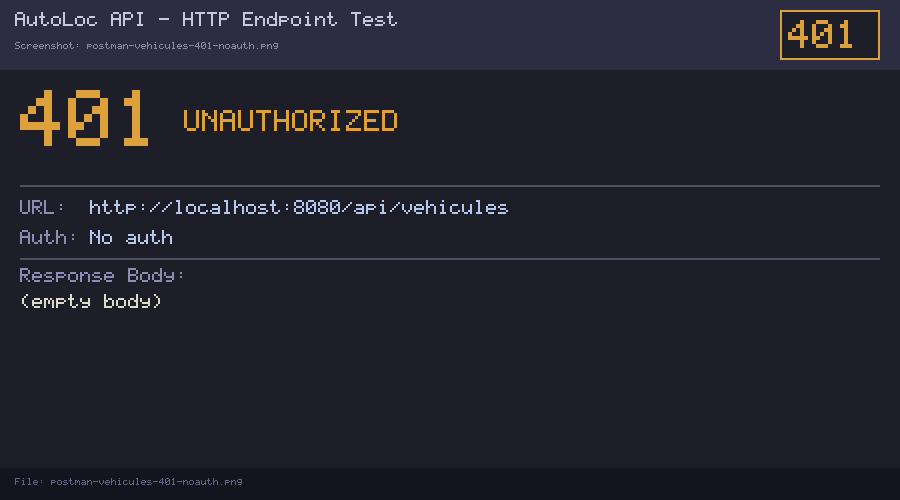 AutoLoc API - HTTP Endpoint Test
Screenshot: postman-vehicules-401-noauth.png
401
401 UNAUTHORIZED
URL: http://localhost:8080/api/vehicules
Auth: No auth
Response Body:
(empty body)
File: postman-vehicules-401-noauth.png